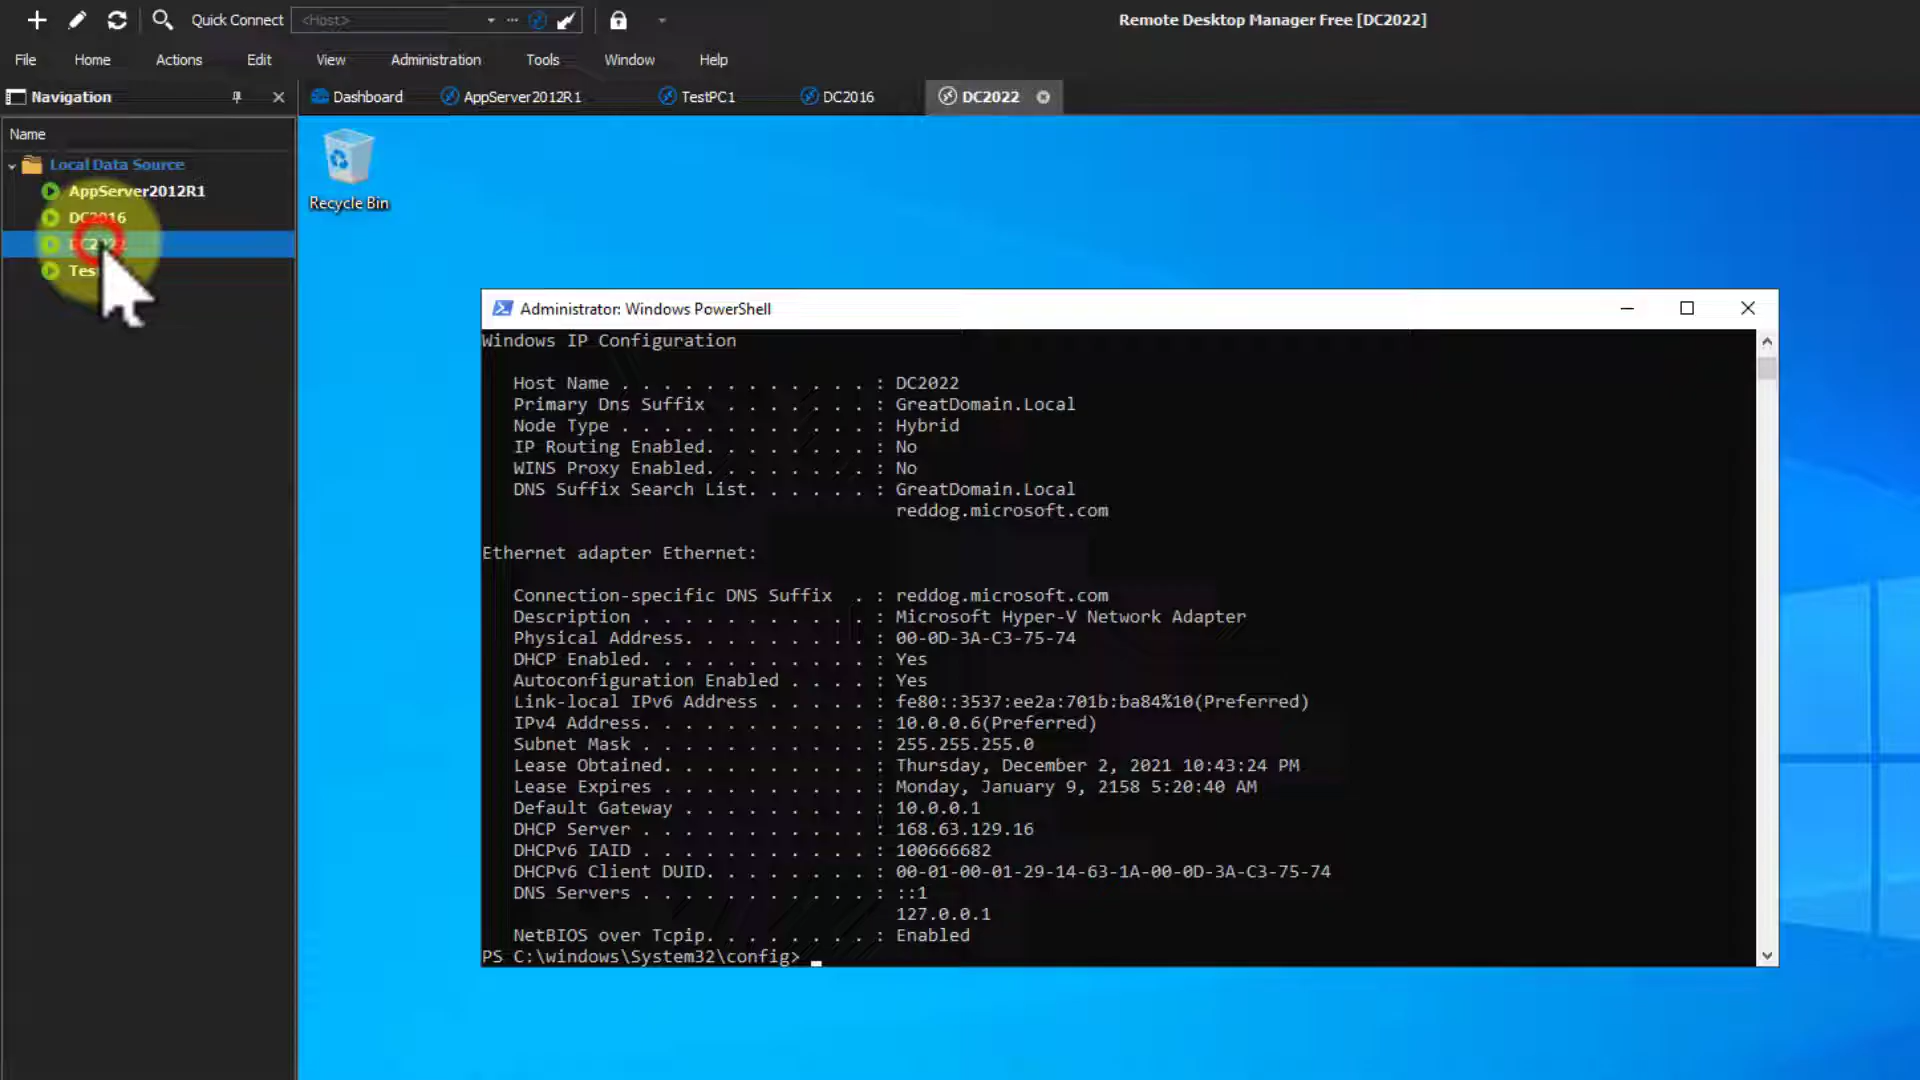 Quick Connect <Host>
Remote Desktop Manager Free [DC2022]
File Home Actions Edit View Administration Tools Window Help
Navigation
Dashboard AppServer2012R1 TestPC1 DC2016 DC2022
Name
Local Data Source
AppServer2012R1
DC2016
DC2022
Recycle Bin
Administrator: Windows PowerShell
Windows IP Configuration
Host Name . . . . . . . . . . . . : DC2022
Primary Dns Suffix . . . . . . . : GreatDomain.Local
Node Type . . . . . . . . . . . . : Hybrid
IP Routing Enabled. . . . . . . . : No
WINS Proxy Enabled. . . . . . . . : No
DNS Suffix Search List. . . . . . : GreatDomain.Local
reddog.microsoft.com
Ethernet adapter Ethernet:
Connection-specific DNS Suffix . : reddog.microsoft.com
Description . . . . . . . . . . . : Microsoft Hyper-V Network Adapter
Physical Address. . . . . . . . . : 00-0D-3A-C3-75-74
DHCP Enabled. . . . . . . . . . . : Yes
Autoconfiguration Enabled . . . . : Yes
Link-local IPv6 Address . . . . . : fe80::3537:ee2a:701b:ba84%10(Preferred)
IPv4 Address. . . . . . . . . . . : 10.0.0.6(Preferred)
Subnet Mask . . . . . . . . . . . : 255.255.255.0
Lease Obtained. . . . . . . . . . : Thursday, December 2, 2021 10:43:24 PM
Lease Expires . . . . . . . . . . : Monday, January 9, 2158 5:20:40 AM
Default Gateway . . . . . . . . . : 10.0.0.1
DHCP Server . . . . . . . . . . . : 168.63.129.16
DHCPv6 IAID . . . . . . . . . . . : 100666682
DHCPv6 Client DUID. . . . . . . . : 00-01-00-01-29-14-63-1A-00-0D-3A-C3-75-74
DNS Servers . . . . . . . . . . . : ::1
127.0.0.1
NetBIOS over Tcpip. . . . . . . . : Enabled
PS C:\windows\System32\config>